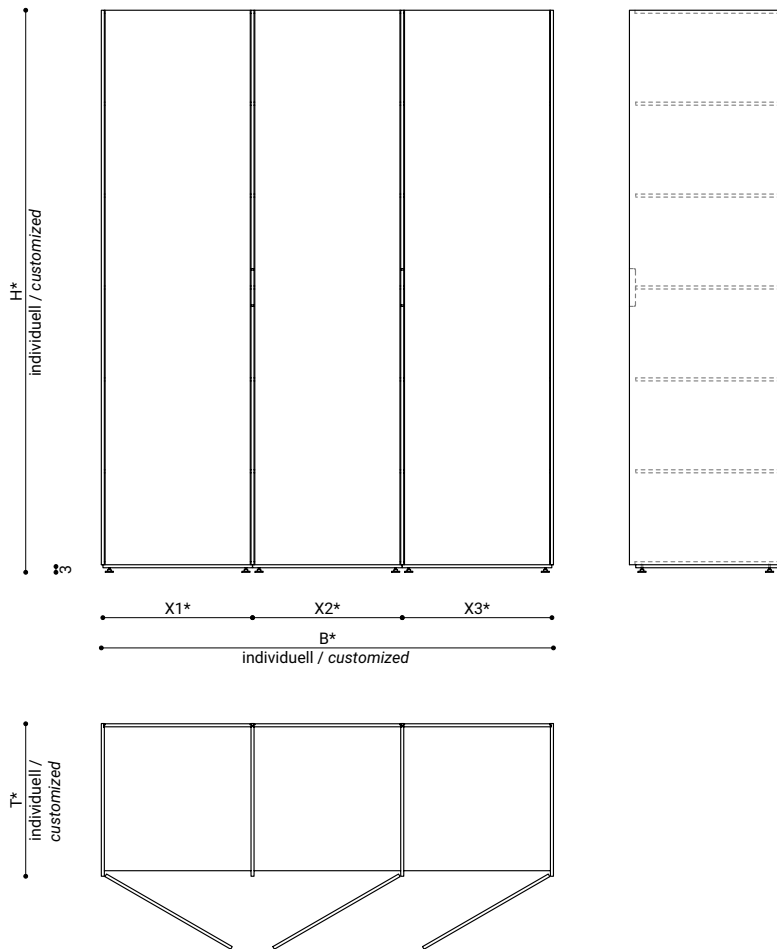 H*
individuell / customized
3
X1* X2* X3*
B*
individuell / customized
T*
individuell /
customized